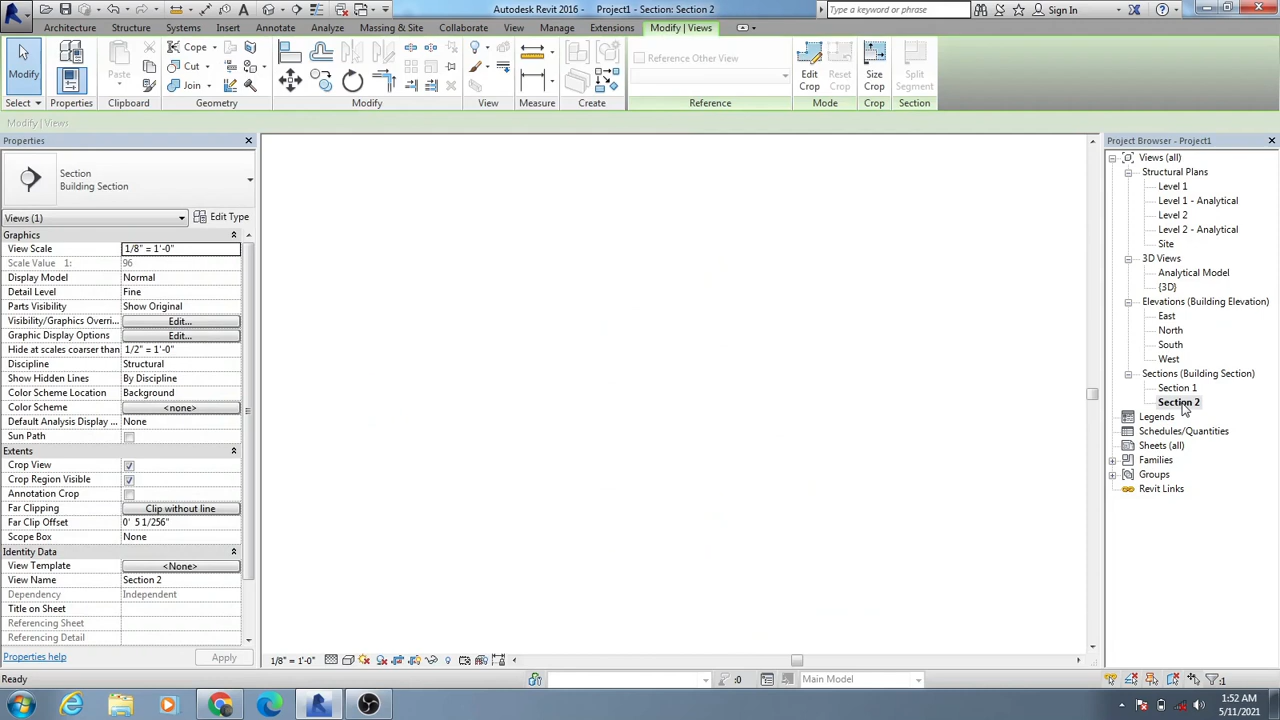 Autodesk Revit 2016 - Project1 - Section: Section 2
Type a keyword or phrase
Sign In
Architecture Structure Systems Insert Annotate Analyze Massing & Site Collaborate View Manage Extensions Modify | Views
Modify
Paste
Cope
Cut
Join
Reference Other View
Edit Crop
Reset Crop
Size Crop
Split Segment
Select Properties Clipboard Geometry Modify View Measure Create Reference Mode Crop Section
Modify | Views
Properties
Section
Building Section
Views (1)
Edit Type
Graphics
View Scale 1/8" = 1'-0"
Scale Value 1: 96
Display Model Normal
Detail Level Fine
Parts Visibility Show Original
Visibility/Graphics Overri... Edit...
Graphic Display Options Edit...
Hide at scales coarser than 1/2" = 1'-0"
Discipline Structural
Show Hidden Lines By Discipline
Color Scheme Location Background
Color Scheme <none>
Default Analysis Display ... None
Sun Path
Extents
Crop View
Crop Region Visible
Annotation Crop
Far Clipping Clip without line
Far Clip Offset 0' 5 1/256"
Scope Box None
Identity Data
View Template <None>
View Name Section 2
Dependency Independent
Title on Sheet
Referencing Sheet
Referencing Detail
Properties help
Apply
1/8" = 1'-0"
Project Browser - Project1
Views (all)
Structural Plans
Level 1
Level 1 - Analytical
Level 2
Level 2 - Analytical
Site
3D Views
Analytical Model
{3D}
Elevations (Building Elevation)
East
North
South
West
Sections (Building Section)
Section 1
Section 2
Legends
Schedules/Quantities
Sheets (all)
Families
Groups
Revit Links
Ready
:0
Main Model
:1
1:52 AM
5/11/2021